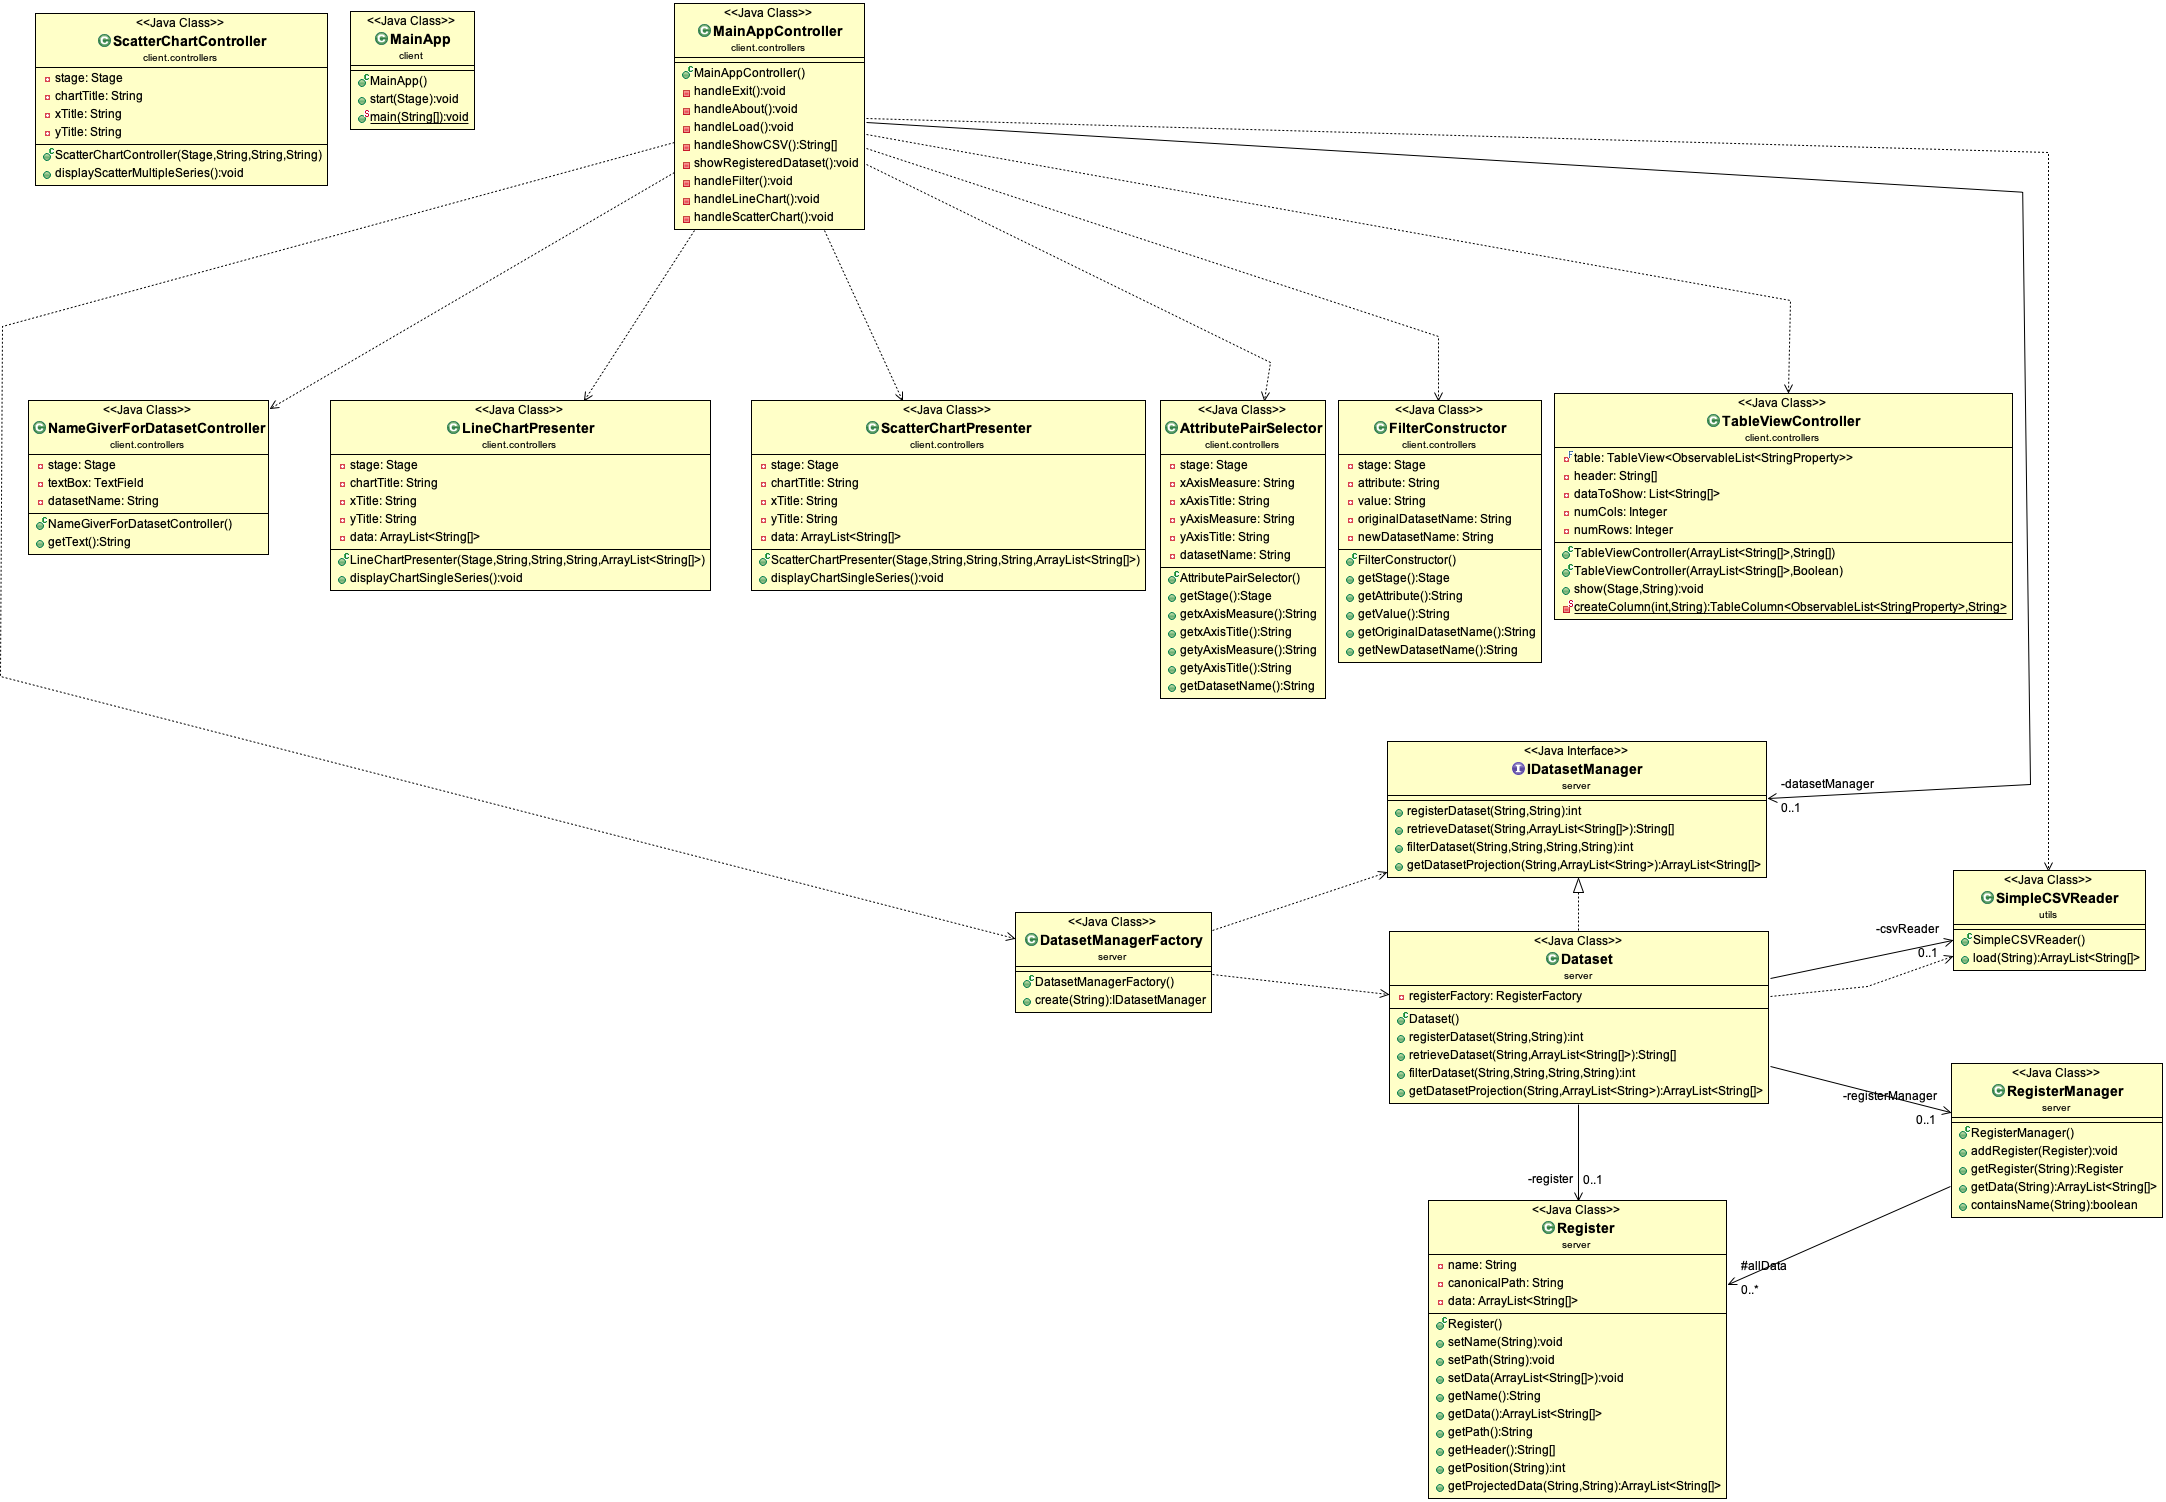 <<Java Class>>
ScatterChartController
client.controllers
stage: Stage
chartTitle: String
xTitle: String
yTitle: String
ScatterChartController(Stage,String,String,String)
displayScatterMultipleSeries():void
<<Java Class>>
MainApp
client
MainApp()
start(Stage):void
main(String[]):void
<<Java Class>>
MainAppController
client.controllers
MainAppController()
handleExit():void
handleAbout():void
handleLoad():void
handleShowCSV():String[]
showRegisteredDataset():void
handleFilter():void
handleLineChart():void
handleScatterChart():void
<<Java Class>>
NameGiverForDatasetController
client.controllers
stage: Stage
textBox: TextField
datasetName: String
NameGiverForDatasetController()
getText():String
<<Java Class>>
LineChartPresenter
client.controllers
stage: Stage
chartTitle: String
xTitle: String
yTitle: String
data: ArrayList<String[]>
LineChartPresenter(Stage,String,String,String,ArrayList<String[]>)
displayChartSingleSeries():void
<<Java Class>>
ScatterChartPresenter
client.controllers
stage: Stage
chartTitle: String
xTitle: String
yTitle: String
data: ArrayList<String[]>
ScatterChartPresenter(Stage,String,String,String,ArrayList<String[]>)
displayChartSingleSeries():void
<<Java Class>>
AttributePairSelector
client.controllers
stage: Stage
xAxisMeasure: String
xAxisTitle: String
yAxisMeasure: String
yAxisTitle: String
datasetName: String
AttributePairSelector()
getStage():Stage
getxAxisMeasure():String
getxAxisTitle():String
getyAxisMeasure():String
getyAxisTitle():String
getDatasetName():String
<<Java Class>>
FilterConstructor
client.controllers
stage: Stage
attribute: String
value: String
originalDatasetName: String
newDatasetName: String
FilterConstructor()
getStage():Stage
getAttribute():String
getValue():String
getOriginalDatasetName():String
getNewDatasetName():String
<<Java Class>>
TableViewController
client.controllers
table: TableView<ObservableList<StringProperty>>
header: String[]
dataToShow: List<String[]>
numCols: Integer
numRows: Integer
TableViewController(ArrayList<String[]>,String[])
TableViewController(ArrayList<String[]>,Boolean)
show(Stage,String):void
createColumn(int,String):TableColumn<ObservableList<StringProperty>,String>
<<Java Interface>>
IDatasetManager
server
registerDataset(String,String):int
retrieveDataset(String,ArrayList<String[]>):String[]
filterDataset(String,String,String,String):int
getDatasetProjection(String,ArrayList<String>):ArrayList<String[]>
-datasetManager
0..1
<<Java Class>>
DatasetManagerFactory
server
DatasetManagerFactory()
create(String):IDatasetManager
<<Java Class>>
Dataset
server
registerFactory: RegisterFactory
Dataset()
registerDataset(String,String):int
retrieveDataset(String,ArrayList<String[]>):String[]
filterDataset(String,String,String,String):int
getDatasetProjection(String,ArrayList<String>):ArrayList<String[]>
-csvReader
0..1
<<Java Class>>
SimpleCSVReader
utils
SimpleCSVReader()
load(String):ArrayList<String[]>
-registerManager
0..1
<<Java Class>>
RegisterManager
server
RegisterManager()
addRegister(Register):void
getRegister(String):Register
getData(String):ArrayList<String[]>
containsName(String):boolean
-register
0..1
#allData
0..*
<<Java Class>>
Register
server
name: String
canonicalPath: String
data: ArrayList<String[]>
Register()
setName(String):void
setPath(String):void
setData(ArrayList<String[]>):void
getName():String
getData():ArrayList<String[]>
getPath():String
getHeader():String[]
getPosition(String):int
getProjectedData(String,String):ArrayList<String[]>